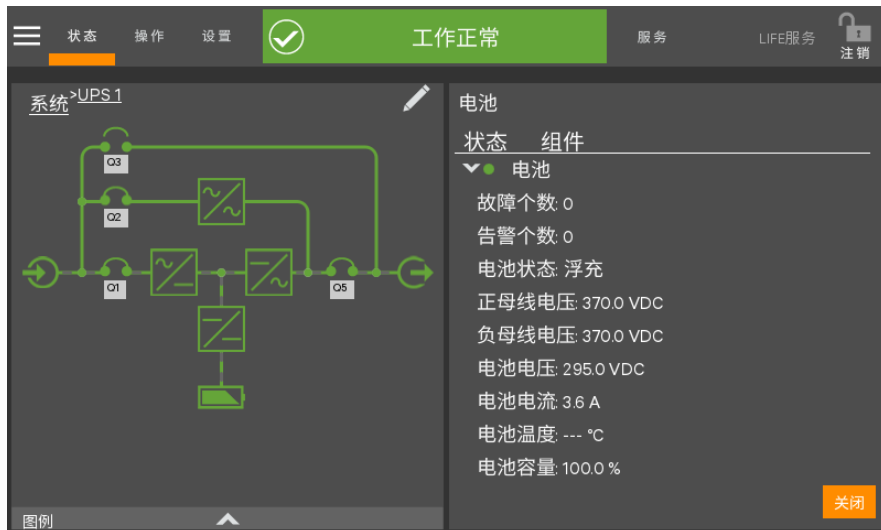 状态 操作 设置 工作正常 服务 LIFE服务 注销
系统>UPS 1
Q3
Q2
Q1
Q5
图例
电池
状态 组件
电池
故障个数: 0
告警个数: 0
电池状态: 浮充
正母线电压: 370.0 VDC
负母线电压: 370.0 VDC
电池电压: 295.0 VDC
电池电流: 3.6 A
电池温度: --- °C
电池容量: 100.0 %
关闭